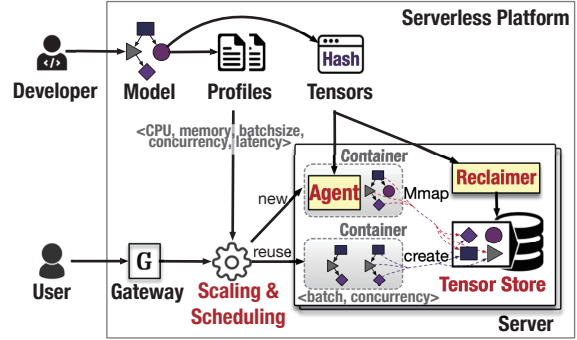 Serverless Platform
Hash
Developer
Model
Profiles
Tensors
<CPU, memory, batchsize,
concurrency, latency>
Container
Agent
Mmap
Reclaimer
new
Container
reuse
create
G
User
Gateway
Scaling &
Scheduling
<batch, concurrency>
Tensor Store
Server